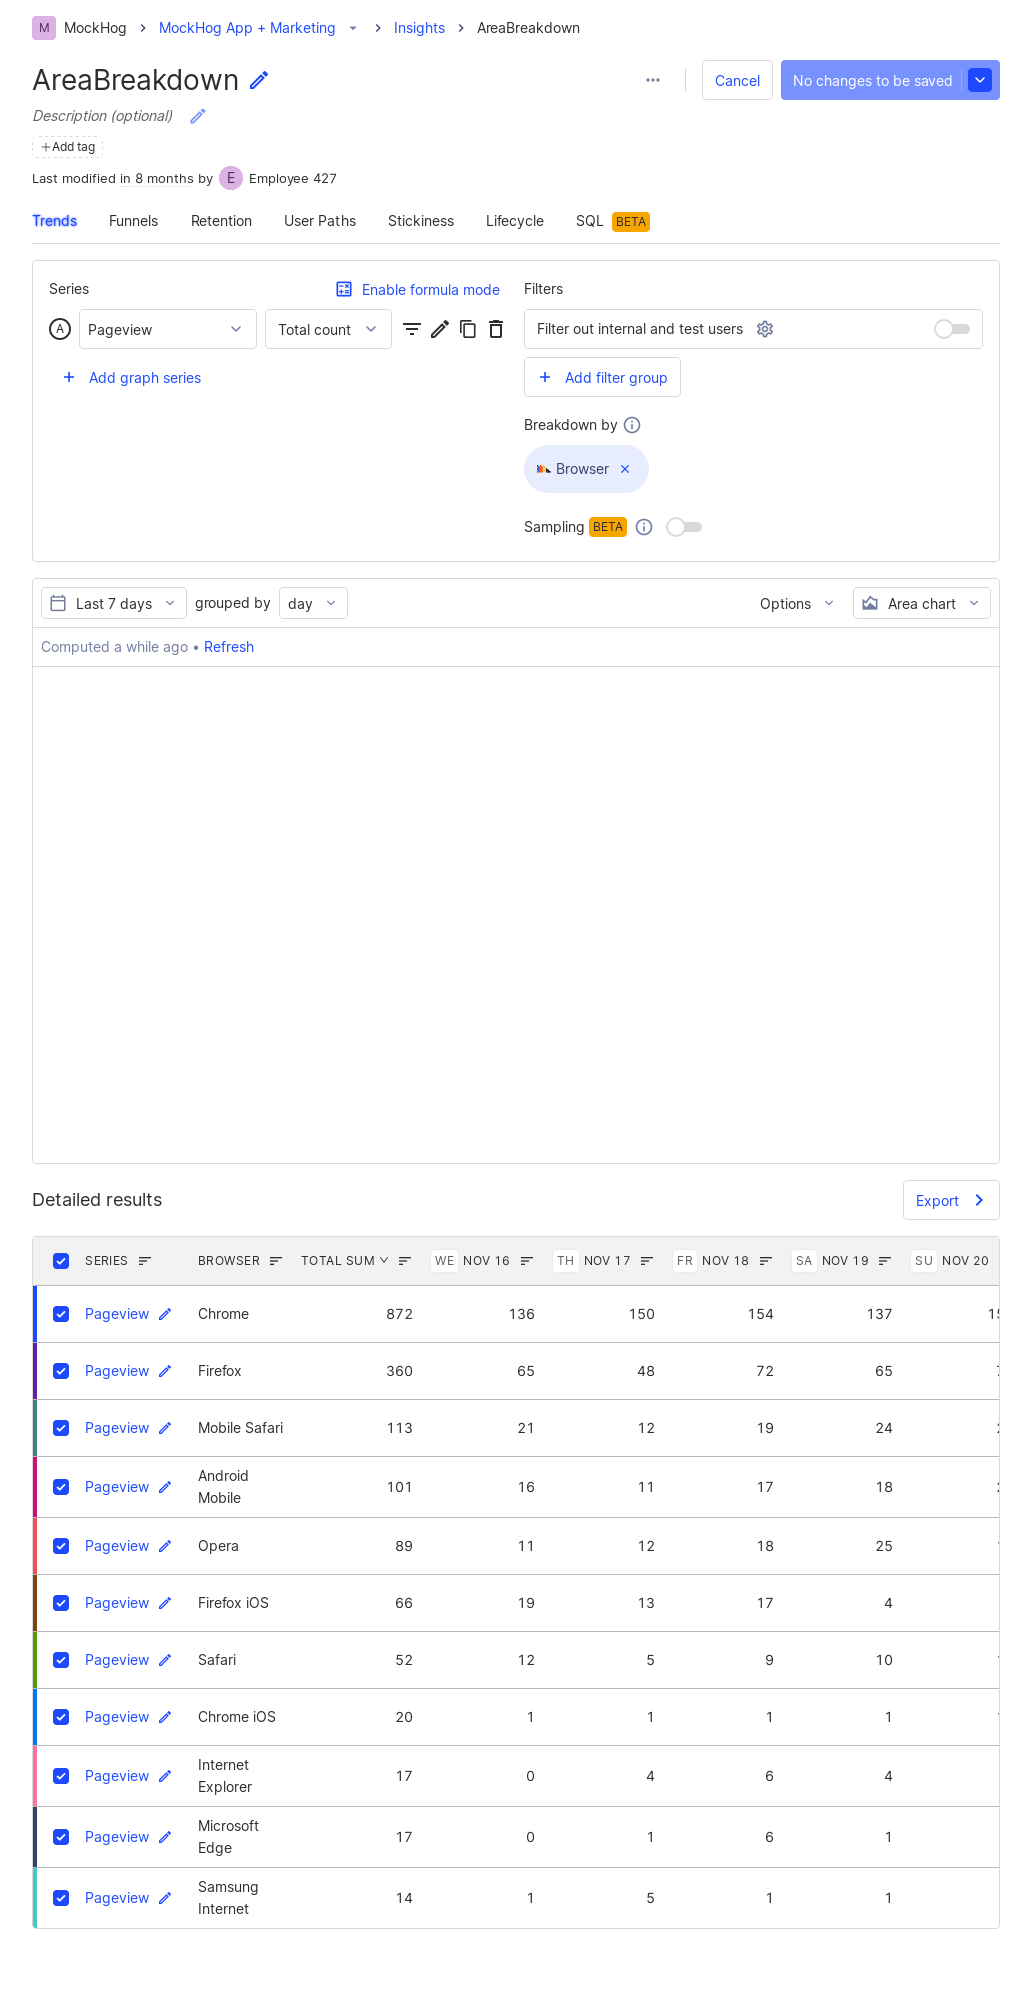 M MockHog MockHog App + Marketing Insights AreaBreakdown
AreaBreakdown
Cancel No changes to be saved
Description (optional)
Add tag
Last modified in 8 months by E Employee 427
Trends Funnels Retention User Paths Stickiness Lifecycle SQL BETA
Series Enable formula mode
A Pageview Total count
Add graph series
Filters
Filter out internal and test users
Add filter group
Breakdown by
Browser
Sampling BETA
Last 7 days grouped by day Options Area chart
Computed a while ago • Refresh
Detailed results Export
SERIES BROWSER TOTAL SUM WE NOV 16 TH NOV 17 FR NOV 18 SA NOV 19 SU NOV 20
Pageview Chrome 872 136 150 154 137
Pageview Firefox 360 65 48 72 65
Pageview Mobile Safari 113 21 12 19 24
Pageview Android Mobile 101 16 11 17 18
Pageview Opera 89 11 12 18 25
Pageview Firefox iOS 66 19 13 17 4
Pageview Safari 52 12 5 9 10
Pageview Chrome iOS 20 1 1 1 1
Pageview Internet Explorer 17 0 4 6 4
Pageview Microsoft Edge 17 0 1 6 1
Pageview Samsung Internet 14 1 5 1 1